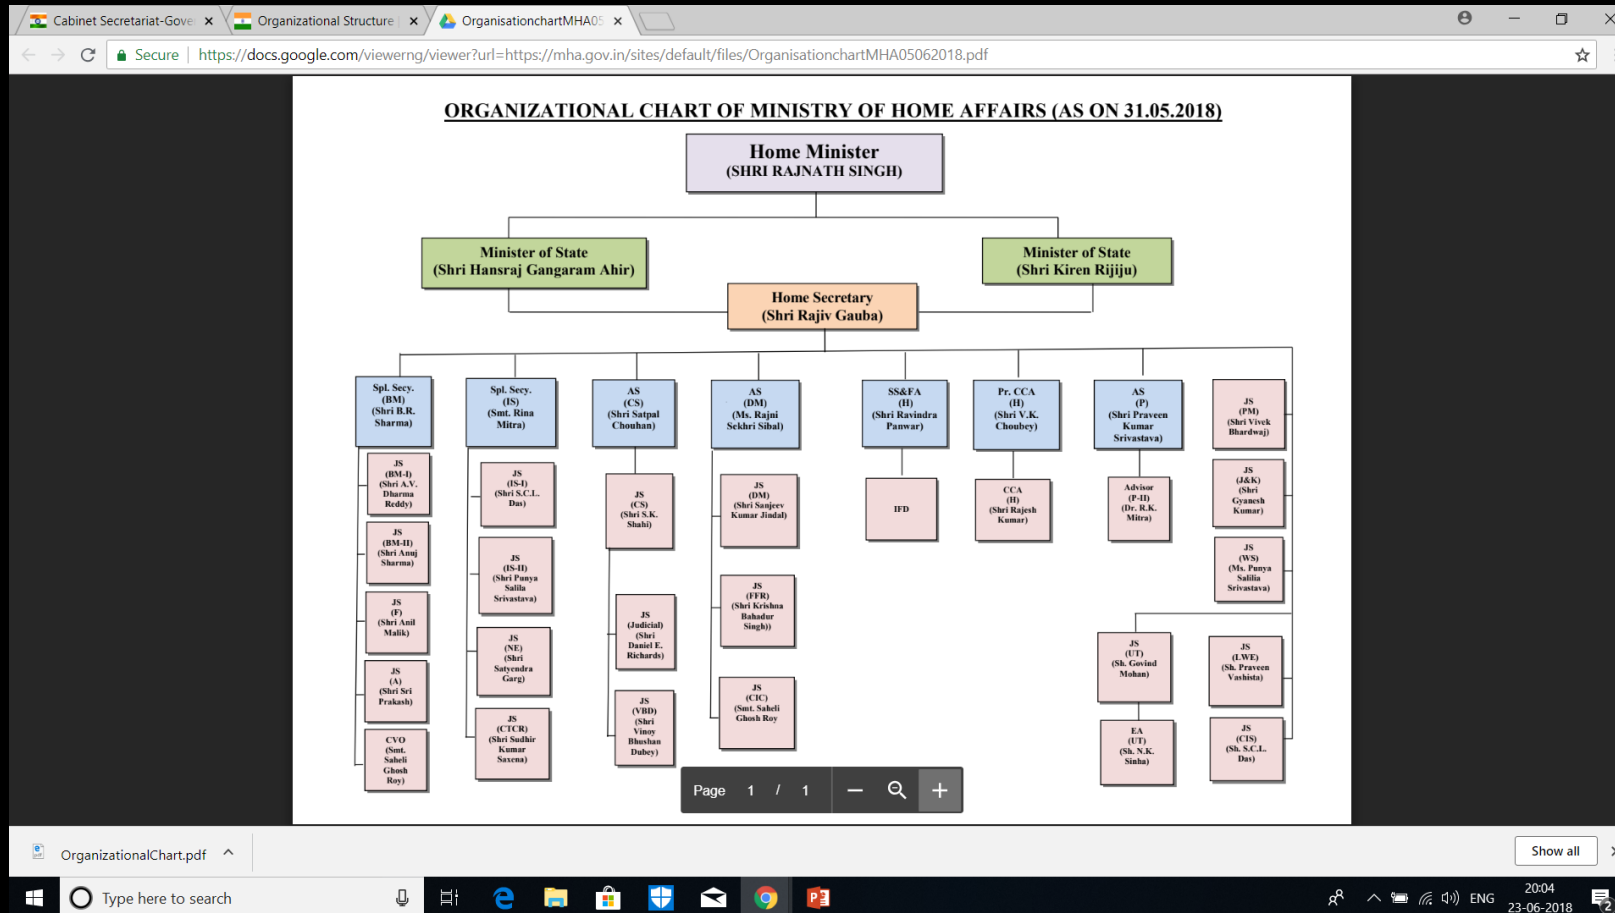 Cabinet Secretariat-Gove
Organizational Structure
OrganisationchartMHA05
Secure
https://docs.google.com/viewerng/viewer?url=https://mha.gov.in/sites/default/files/OrganisationchartMHA05062018.pdf
ORGANIZATIONAL CHART OF MINISTRY OF HOME AFFAIRS (AS ON 31.05.2018)
Home Minister
(SHRI RAJNATH SINGH)
Minister of State
(Shri Hansraj Gangaram Ahir)
Minister of State
(Shri Kiren Rijiju)
Home Secretary
(Shri Rajiv Gauba)
Spl. Secy.
(BM)
(Shri B.R.
Sharma)
Spl. Secy.
(IS)
(Smt. Rina
Mitra)
AS
(CS)
(Shri Satpal
Chouhan)
AS
(DM)
(Ms. Rajni
Sekhri Sibal)
SS&FA
(H)
(Shri Ravindra
Panwar)
Pr. CCA
(H)
(Shri V.K.
Choubey)
AS
(P)
(Shri Praveen
Kumar
Srivastava)
JS
(PM)
(Shri Vivek
Bhardwaj)
JS
(BM-I)
(Shri A.V.
Dharma
Reddy)
JS
(IS-I)
(Shri S.C.L.
Das)
JS
(CS)
(Shri S.K.
Shahi)
JS
(DM)
(Shri Sanjeev
Kumar Jindal)
IFD
CCA
(H)
(Shri Rajesh
Kumar)
Advisor
(P-II)
(Dr. R.K.
Mitra)
JS
(J&K)
(Shri
Gyanesh
Kumar)
JS
(BM-II)
(Shri Anuj
Sharma)
JS
(IS-II)
(Shri Punya
Salila
Srivastava)
JS
(WS)
(Ms. Punya
Salilia
Srivastava)
JS
(F)
(Shri Anil
Malik)
JS
(NE)
(Shri
Satyendra
Garg)
JS
(Judicial)
(Shri
Daniel E.
Richards)
JS
(FFR)
(Shri Krishna
Bahadur
Singh))
JS
(UT)
(Sh. Govind
Mohan)
JS
(LWE)
(Sh. Praveen
Vashista)
JS
(A)
(Shri Sri
Prakash)
JS
(CTCR)
(Shri Sudhir
Kumar
Saxena)
JS
(VBD)
(Shri
Vinoy
Bhushan
Dubey)
JS
(CIC)
(Smt. Saheli
Ghosh Roy
EA
(UT)
(Sh. N.K.
Sinha)
JS
(CIS)
(Sh. S.C.L.
Das)
CVO
(Smt.
Saheli
Ghosh
Roy)
Page 1 / 1
OrganizationalChart.pdf
Show all
Type here to search
ENG
20:04
23-06-2018
2